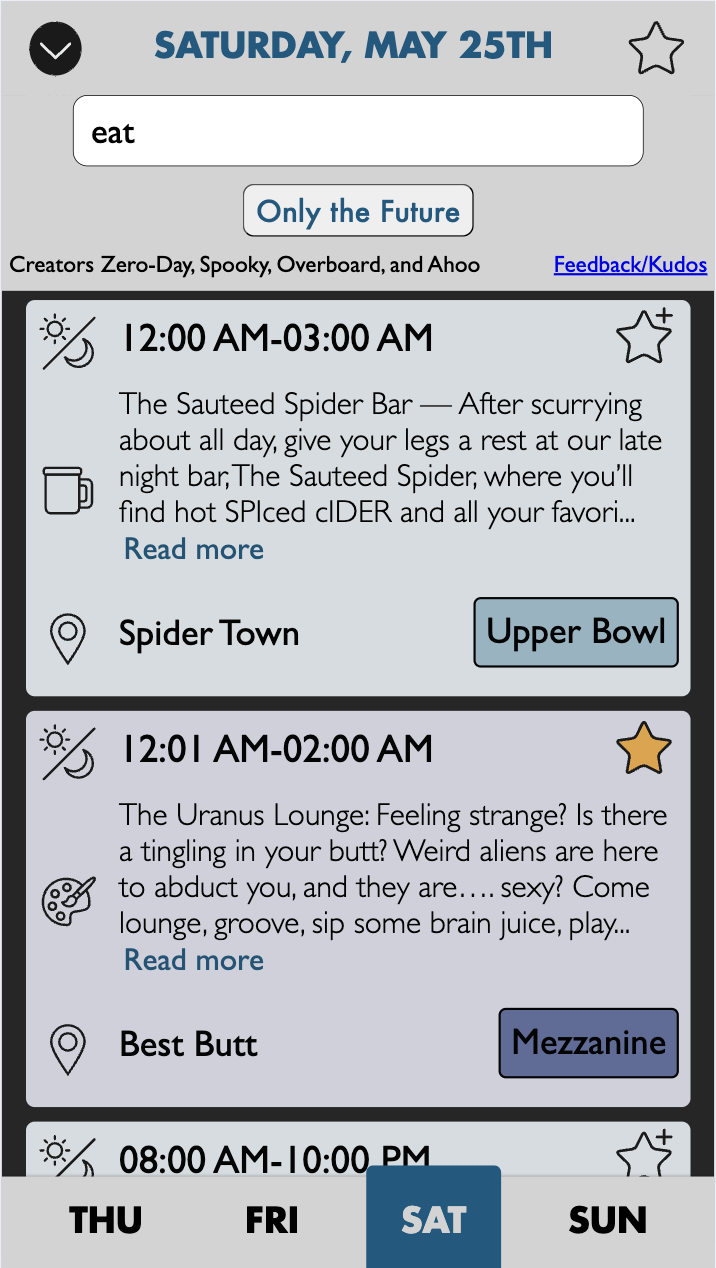 SATURDAY, MAY 25TH
eat
Only the Future
Creators Zero-Day, Spooky, Overboard, and Ahoo
Feedback/Kudos
12:00 AM-03:00 AM
The Sauteed Spider Bar — After scurrying
about all day, give your legs a rest at our late
night bar,The Sauteed Spider, where you'll
find hot SPIced cIDER and all your favori...
Read more
Spider Town
Upper Bowl
12:01 AM-02:00 AM
The Uranus Lounge: Feeling strange? Is there
a tingling in your butt? Weird aliens are here
to abduct you, and they are.... sexy? Come
lounge, groove, sip some brain juice, play...
Read more
Best Butt
Mezzanine
08:00 AM-10:00 PM
THU
FRI
SAT
SUN